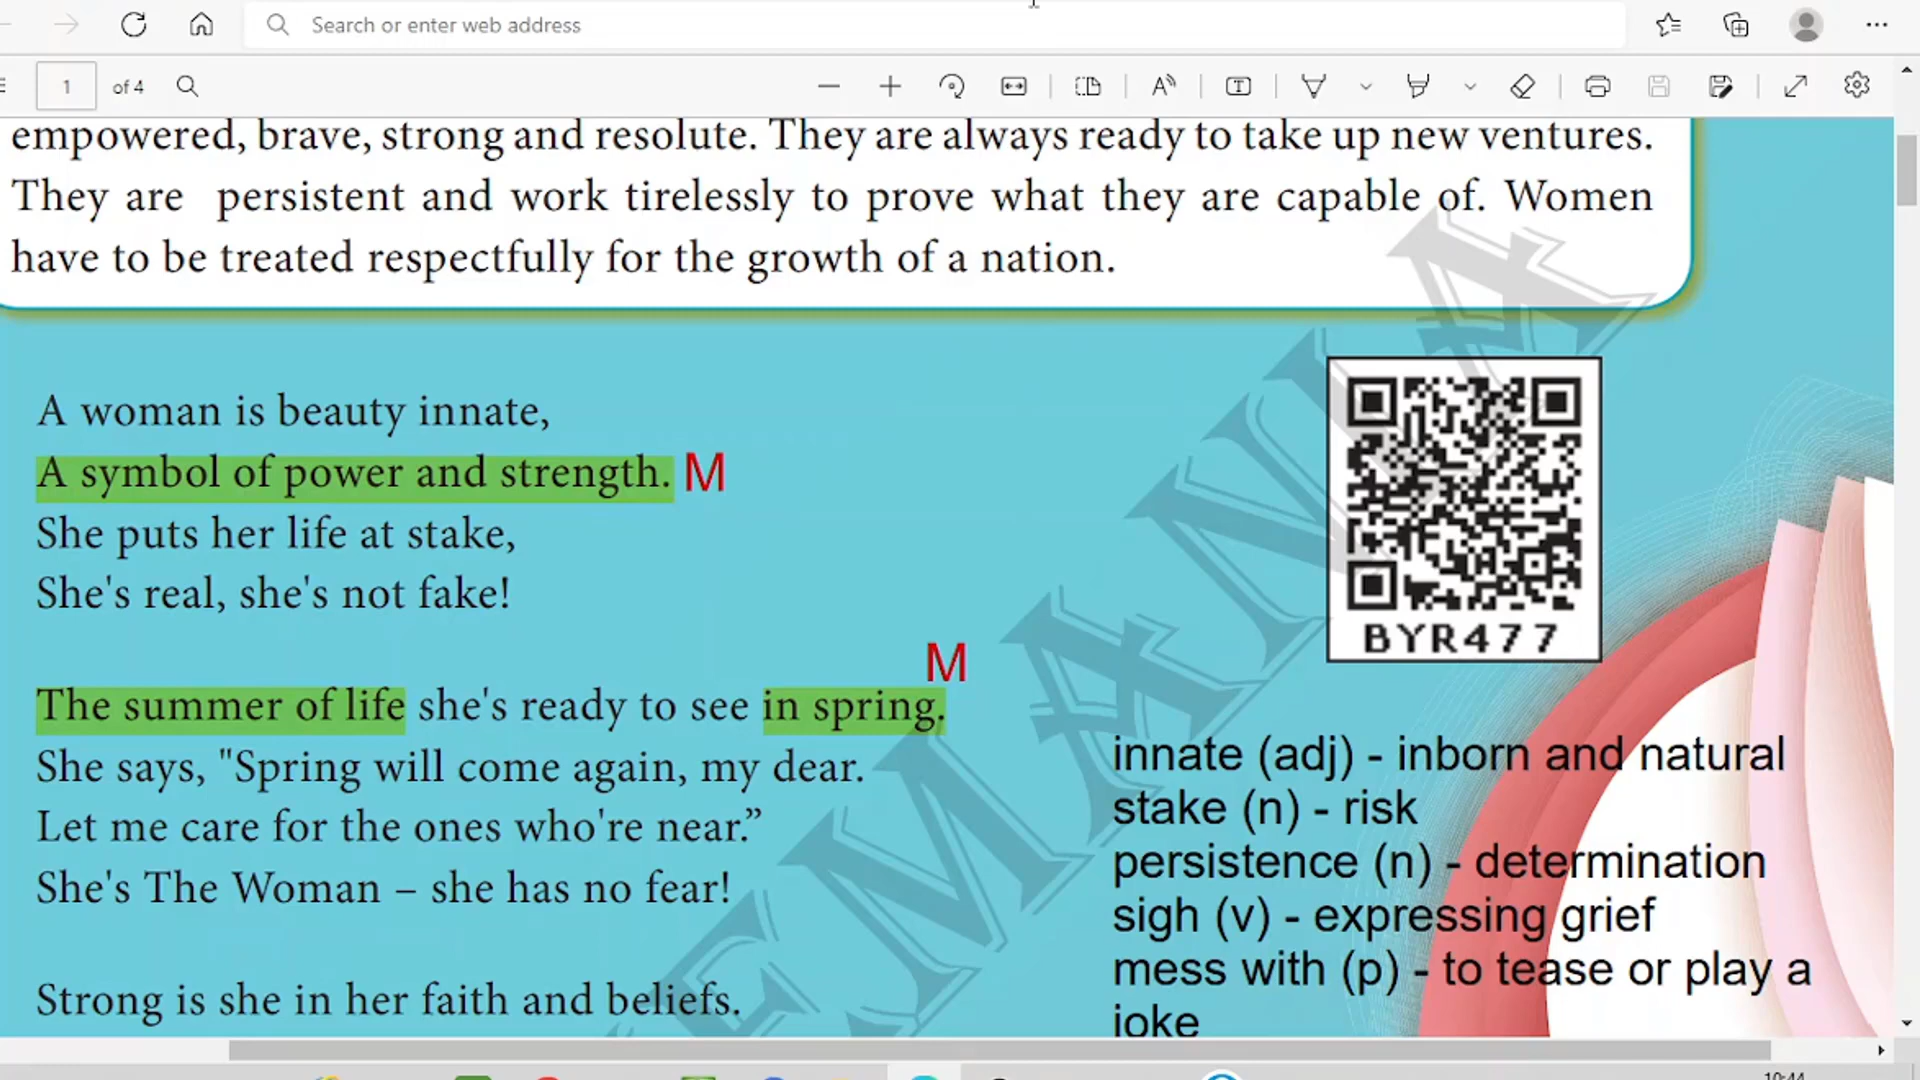 Search or enter web address
1 of 4
empowered, brave, strong and resolute. They are always ready to take up new ventures.
They are persistent and work tirelessly to prove what they are capable of. Women
have to be treated respectfully for the growth of a nation.
A woman is beauty innate,
A symbol of power and strength. M
She puts her life at stake,
She's real, she's not fake!
M
The summer of life she's ready to see in spring.
She says, "Spring will come again, my dear.
Let me care for the ones who're near.”
She's The Woman – she has no fear!
Strong is she in her faith and beliefs.
BYR477
innate (adj) - inborn and natural
stake (n) - risk
persistence (n) - determination
sigh (v) - expressing grief
mess with (p) - to tease or play a
joke